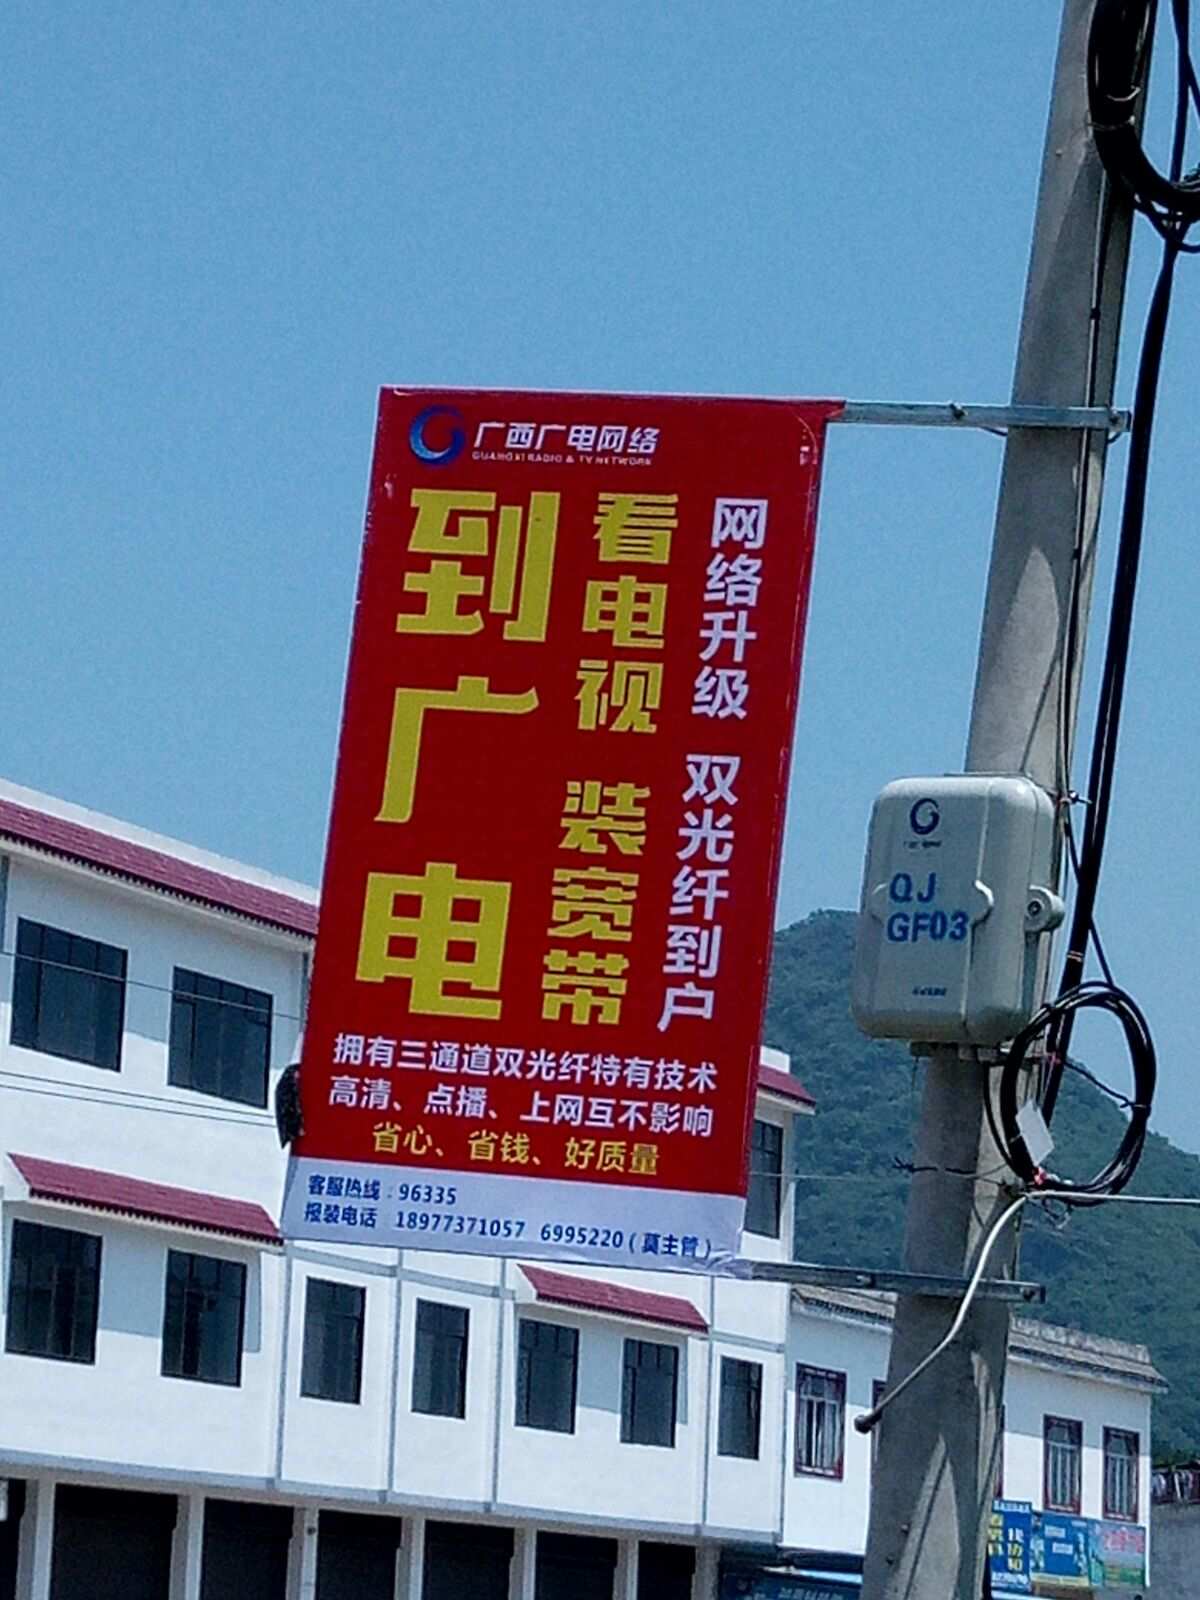 广西广电网络
GUANGXI RADIO & TV NETWORK
网络升级 双光纤到户
看电视 装宽带
到广电
拥有三通道双光纤特有技术
高清、点播、上网互不影响
省心、省钱、好质量
客服热线：96335
报装电话 18977371057 6995220（莫主管）
QJ
GF03